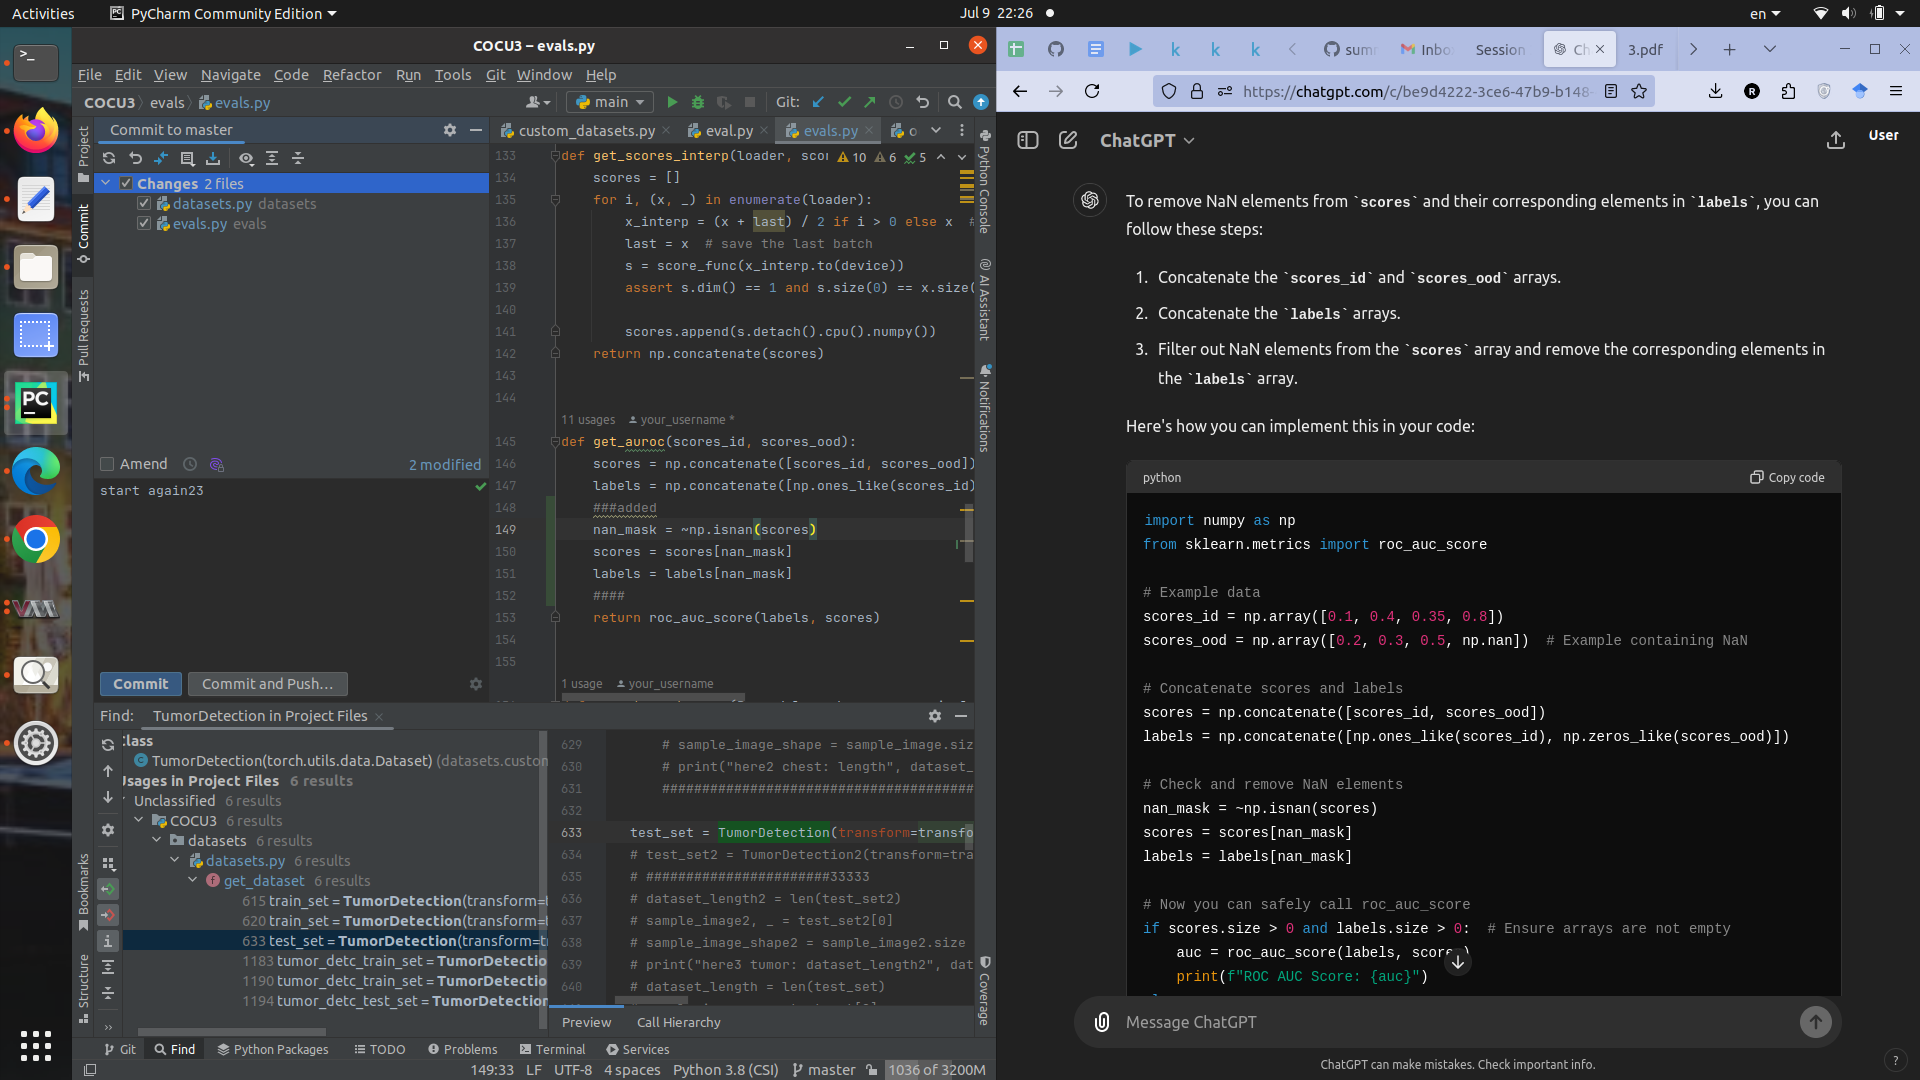 Activities
PyCharm Community Edition
Jul 9 22:26
en
COCU3 – evals.py
File Edit View Navigate Code Refactor Run Tools Git Window Help
COCU3 evals evals.py
main
Git:
Project
Commit
Pull Requests
Bookmarks
Structure
Commit to master
Changes 2 files
datasets.py datasets
evals.py evals
Amend
2 modified
start again23
Commit
Commit and Push...
custom_datasets.py
eval.py
evals.py
10 6 5
133 def get_scores_interp(loader, scor
134 scores = []
135 for i, (x, _) in enumerate(loader):
136 x_interp = (x + last) / 2 if i > 0 else x #
137 last = x # save the last batch
138 s = score_func(x_interp.to(device))
139 assert s.dim() == 1 and s.size(0) == x.size(
140
141 scores.append(s.detach().cpu().numpy())
142 return np.concatenate(scores)
143
144
11 usages your_username *
145 def get_auroc(scores_id, scores_ood):
146 scores = np.concatenate([scores_id, scores_ood])
147 labels = np.concatenate([np.ones_like(scores_id)
148 ###added
149 nan_mask = ~np.isnan(scores)
150 scores = scores[nan_mask]
151 labels = labels[nan_mask]
152 ####
153 return roc_auc_score(labels, scores)
154
155
1 usage your_username
Python Console
AI Assistant
Notifications
Coverage
Find: TumorDetection in Project Files
class
TumorDetection(torch.utils.data.Dataset) (datasets.custom
Usages in Project Files 6 results
Unclassified 6 results
COCU3 6 results
datasets 6 results
datasets.py 6 results
get_dataset 6 results
615 train_set = TumorDetection(transform=t
620 train_set = TumorDetection(transform=t
633 test_set = TumorDetection(transform=t
1183 tumor_detc_train_set = TumorDetectio
1190 tumor_detc_train_set = TumorDetectio
1194 tumor_detc_test_set = TumorDetection
629 # sample_image_shape = sample_image.siz
630 # print("here2 chest: length", dataset_
631 #######################################
632
633 test_set = TumorDetection(transform=transfo
634 # test_set2 = TumorDetection2(transform=tra
635 # #######################33333
636 # dataset_length2 = len(test_set2)
637 # sample_image2, _ = test_set2[0]
638 # sample_image_shape2 = sample_image2.size
639 # print("here3 tumor: dataset_length2", dat
640 # dataset_length = len(test_set)
Preview
Call Hierarchy
Git Find Python Packages TODO Problems Terminal Services
149:33 LF UTF-8 4 spaces Python 3.8 (CSI) master 1036 of 3200M
sum
Inbo
Session
Ch
3.pdf
https://chatgpt.com/c/be9d4222-3ce6-47b9-b148-
ChatGPT
User
To remove NaN elements from `scores` and their corresponding elements in `labels`, you can
follow these steps:
1. Concatenate the `scores_id` and `scores_ood` arrays.
2. Concatenate the `labels` arrays.
3. Filter out NaN elements from the `scores` array and remove the corresponding elements in
the `labels` array.
Here's how you can implement this in your code:
python
Copy code
import numpy as np
from sklearn.metrics import roc_auc_score
# Example data
scores_id = np.array([0.1, 0.4, 0.35, 0.8])
scores_ood = np.array([0.2, 0.3, 0.5, np.nan]) # Example containing NaN
# Concatenate scores and labels
scores = np.concatenate([scores_id, scores_ood])
labels = np.concatenate([np.ones_like(scores_id), np.zeros_like(scores_ood)])
# Check and remove NaN elements
nan_mask = ~np.isnan(scores)
scores = scores[nan_mask]
labels = labels[nan_mask]
# Now you can safely call roc_auc_score
if scores.size > 0 and labels.size > 0: # Ensure arrays are not empty
auc = roc_auc_score(labels, scores)
print(f"ROC AUC Score: {auc}")
Message ChatGPT
ChatGPT can make mistakes. Check important info.
?